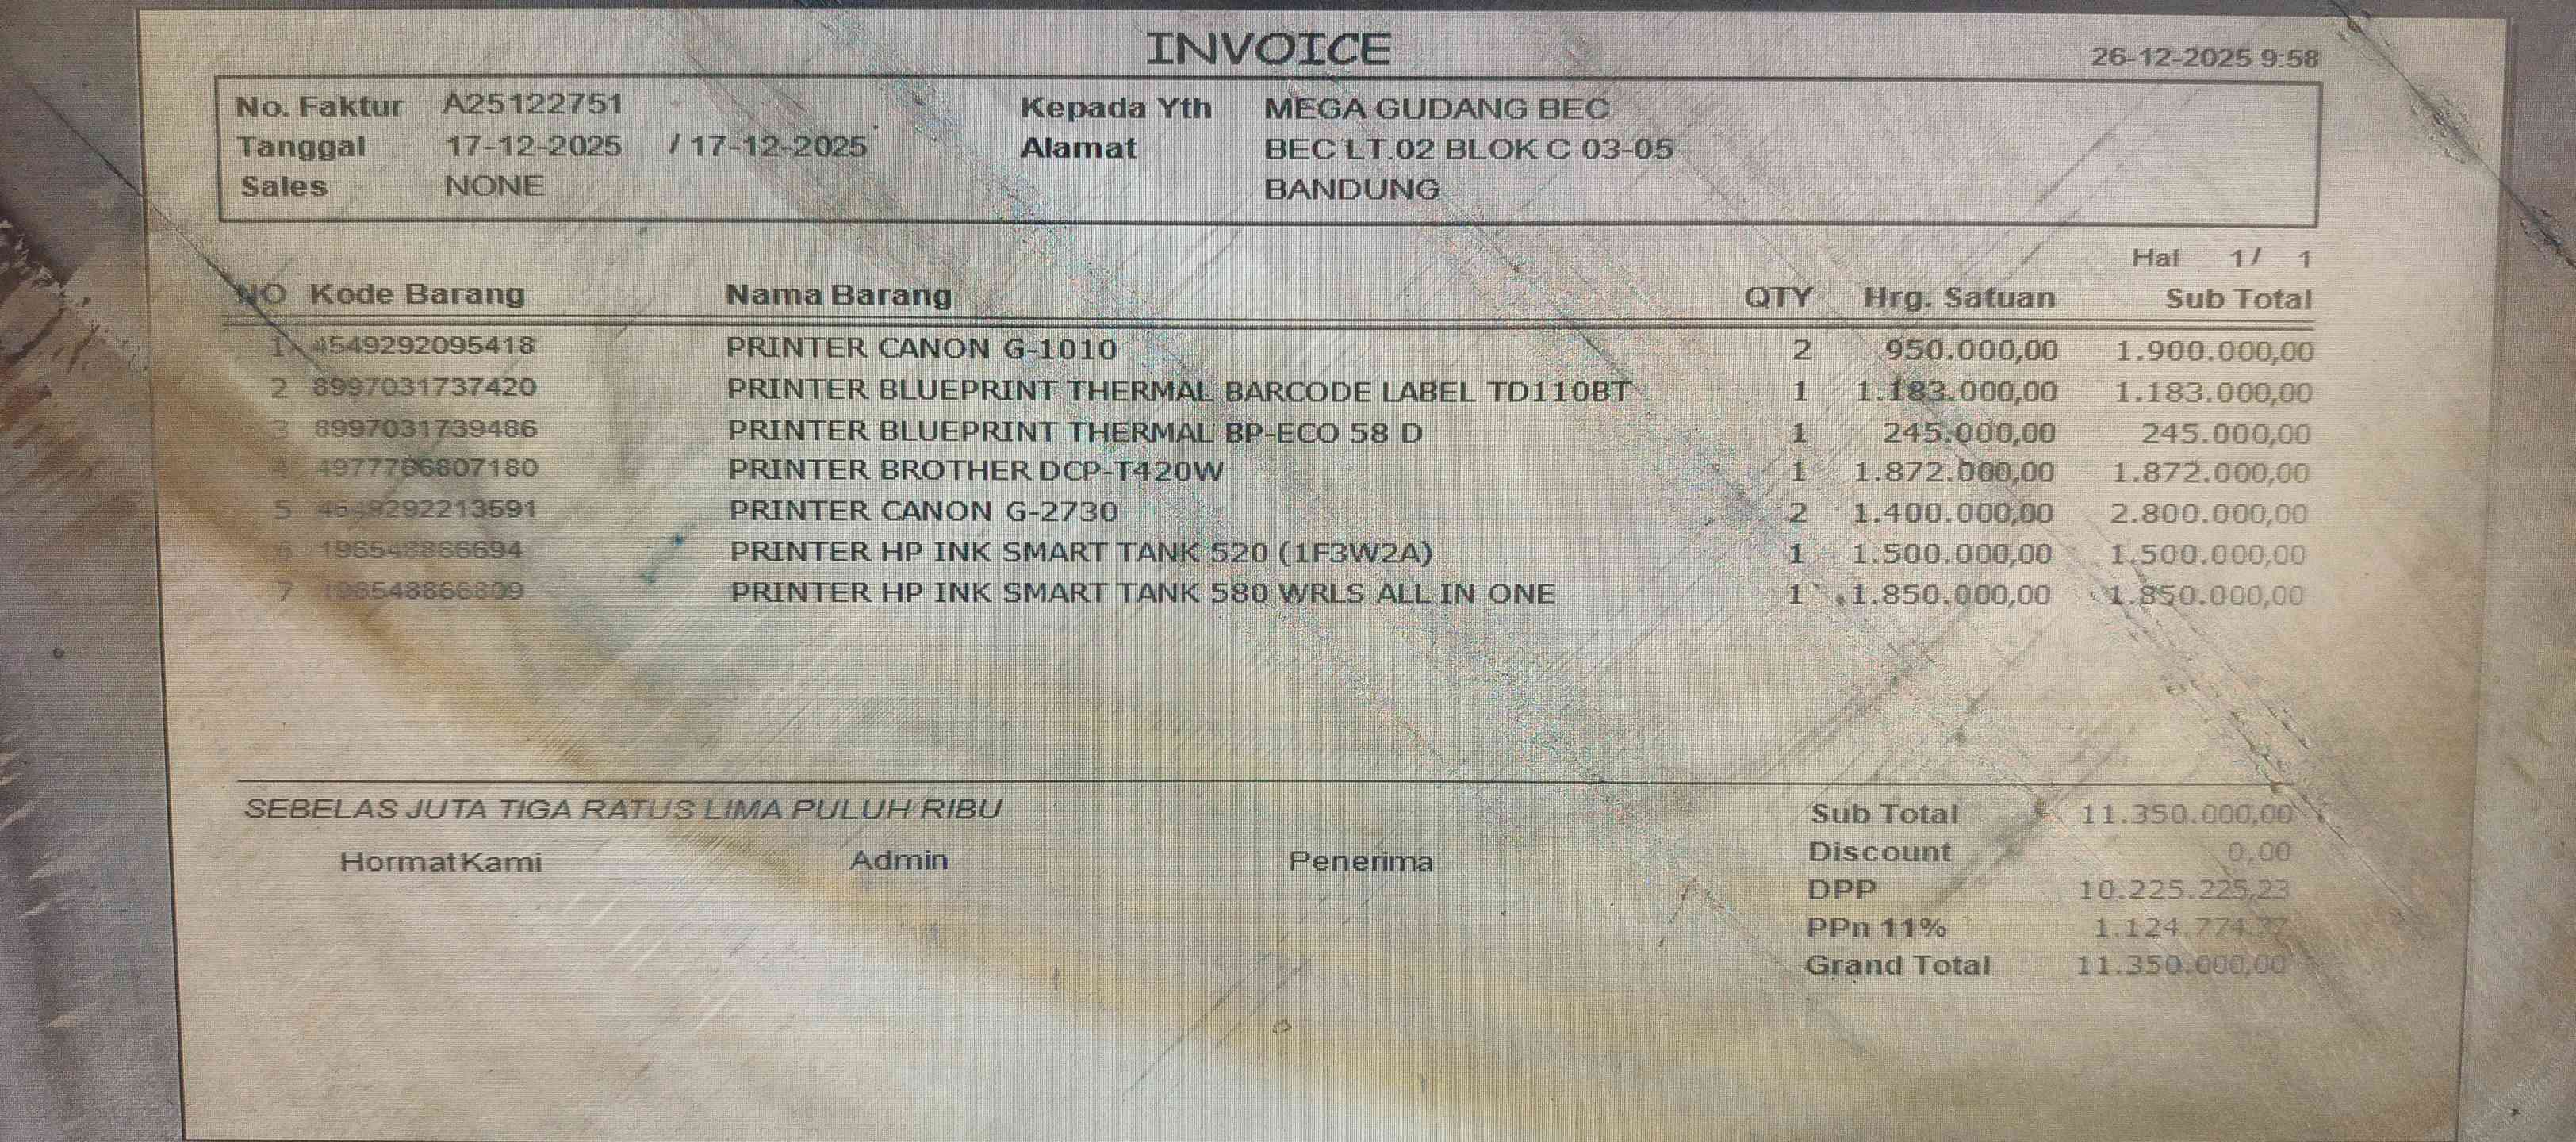 INVOICE
26-12-2025 9:58
No. Faktur A25122751 Kepada Yth MEGA GUDANG BEC
Tanggal 17-12-2025 / 17-12-2025 Alamat BEC LT.02 BLOK C 03-05
Sales NONE BANDUNG
Hal 1/ 1
NO Kode Barang Nama Barang QTY Hrg. Satuan Sub Total
1 4549292095418 PRINTER CANON G-1010 2 950.000,00 1.900.000,00
2 8997031737420 PRINTER BLUEPRINT THERMAL BARCODE LABEL TD110BT 1 1.183.000,00 1.183.000,00
3 8997031739486 PRINTER BLUEPRINT THERMAL BP-ECO 58 D 1 245.000,00 245.000,00
4 4977766807180 PRINTER BROTHER DCP-T420W 1 1.872.000,00 1.872.000,00
5 4549292213591 PRINTER CANON G-2730 2 1.400.000,00 2.800.000,00
6 196548866694 PRINTER HP INK SMART TANK 520 (1F3W2A) 1 1.500.000,00 1.500.000,00
7 196548866809 PRINTER HP INK SMART TANK 580 WRLS ALL IN ONE 1 1.850.000,00 1.850.000,00
SEBELAS JUTA TIGA RATUS LIMA PULUH RIBU Sub Total 11.350.000,00
Discount 0,00
Hormat Kami Admin Penerima
DPP 10.225.225,23
PPn 11% 1.124.774,77
Grand Total 11.350.000,00